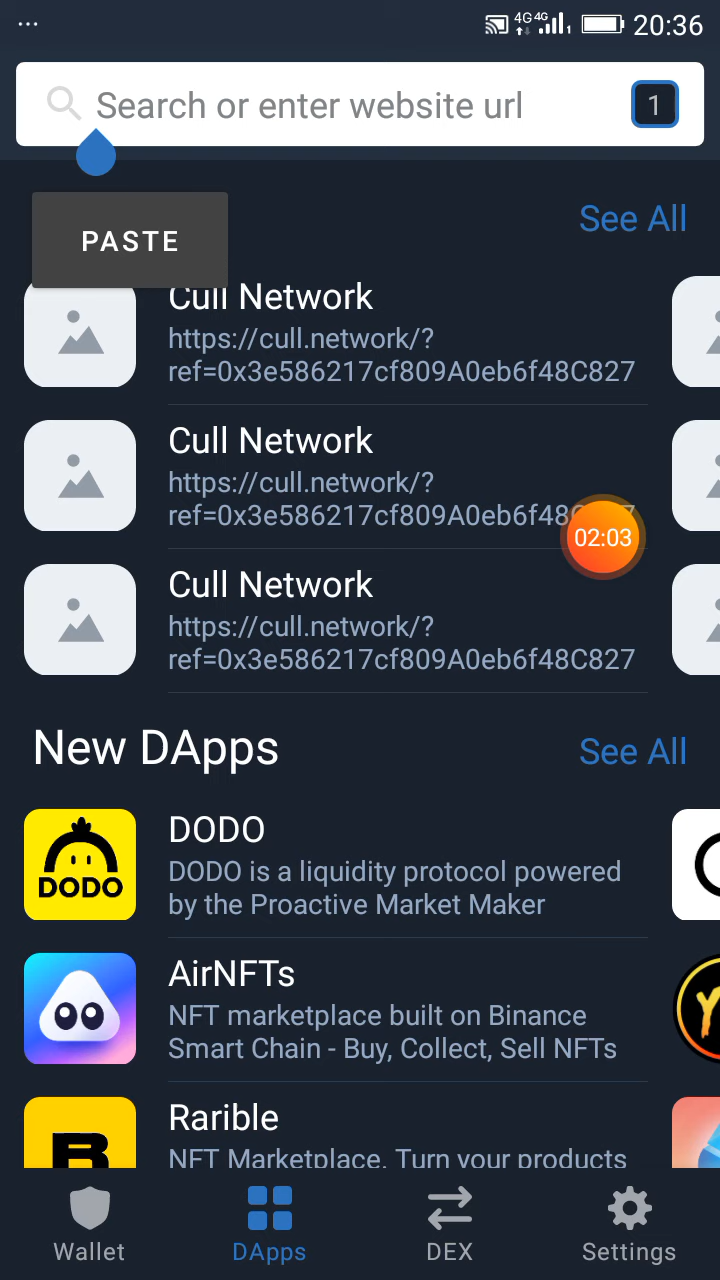 4G 4G 1 20:36
Search or enter website url 1
PASTE
See All
Cull Network
https://cull.network/?
ref=0x3e586217cf809A0eb6f48C827
Cull Network
https://cull.network/?
ref=0x3e586217cf809A0eb6f48
02:03
Cull Network
https://cull.network/?
ref=0x3e586217cf809A0eb6f48C827
New DApps See All
DODO
DODO
DODO is a liquidity protocol powered
by the Proactive Market Maker
AirNFTs
NFT marketplace built on Binance
Smart Chain - Buy, Collect, Sell NFTs
Rarible
NFT Marketplace. Turn your products
Wallet DApps DEX Settings